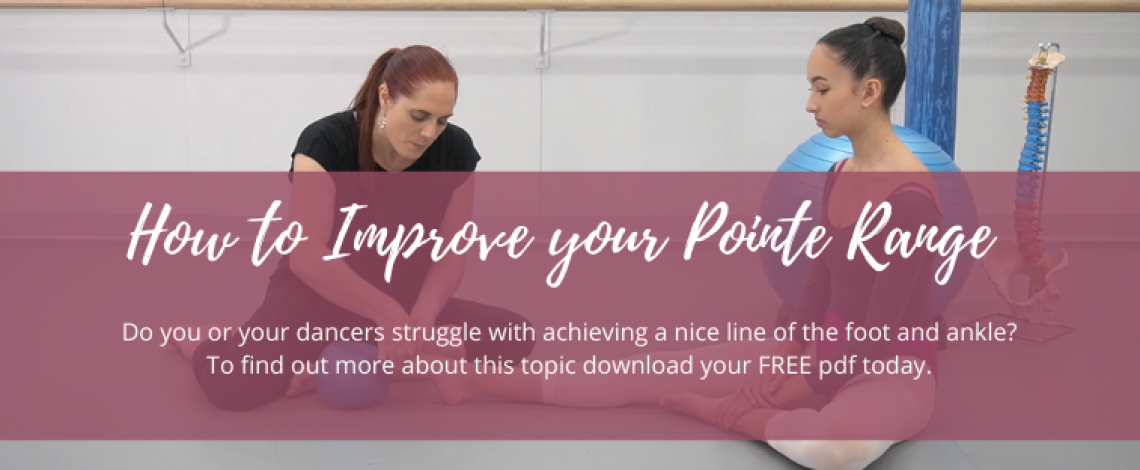 How to Improve your Pointe Range
Do you or your dancers struggle with achieving a nice line of the foot and ankle?
To find out more about this topic download your FREE pdf today.